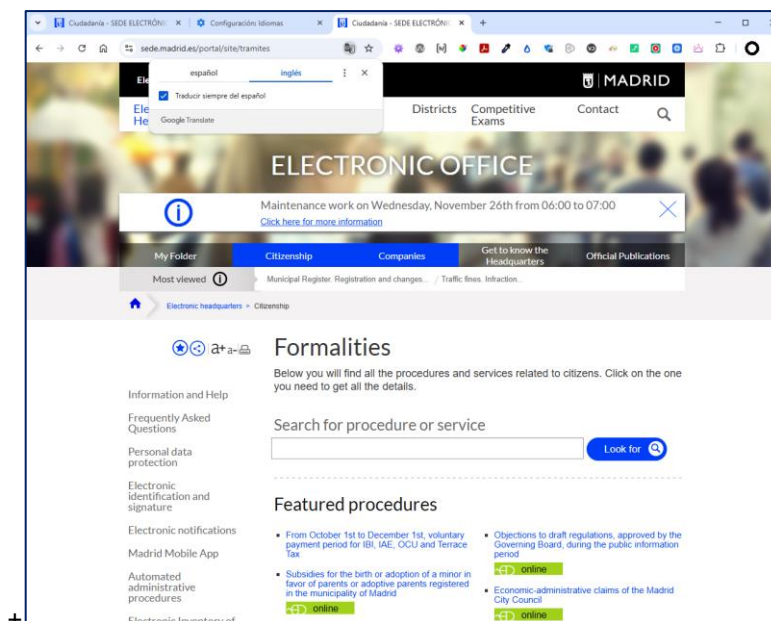 Ciudadanía - SEDE ELECTRÓNI
Configuración: Idiomas
Ciudadanía - SEDE ELECTRÓNI
sede.madrid.es/portal/site/tramites
español
inglés
Traducir siempre del español
Google Translate
Ele
MADRID
Ele
He
Districts
Competitive
Exams
Contact
ELECTRONIC OFFICE
Maintenance work on Wednesday, November 26th from 06:00 to 07:00
Click here for more information
My Folder
Citizenship
Companies
Get to know the
Headquarters
Official Publications
Most viewed
Municipal Register. Registration and changes... / Traffic fines. Infraction...
Electronic headquarters > Citizenship
a+ a-
Formalities
Below you will find all the procedures and services related to citizens. Click on the one
you need to get all the details.
Information and Help
Frequently Asked
Questions
Personal data
protection
Electronic
identification and
signature
Electronic notifications
Madrid Mobile App
Automated
administrative
procedures
Electronic Inventory of
Search for procedure or service
Look for
Featured procedures
From October 1st to December 1st, voluntary
payment period for IBI, IAE, OCU and Terrace
Tax
Subsidies for the birth or adoption of a minor in
favor of parents or adoptive parents registered
in the municipality of Madrid
online
Objections to draft regulations, approved by the
Governing Board, during the public information
period
online
Economic-administrative claims of the Madrid
City Council
online
+